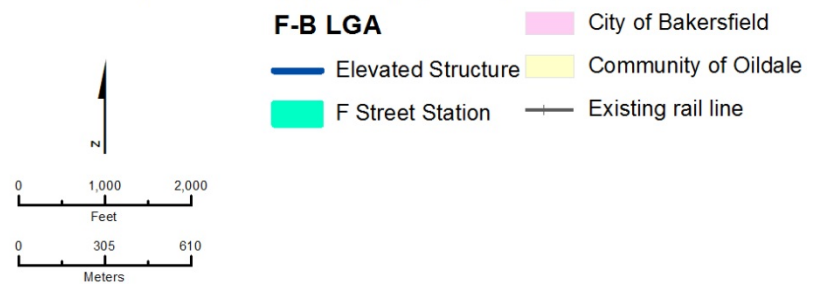 F-B LGA
Elevated Structure
F Street Station
City of Bakersfield
Community of Oildale
Existing rail line
N
0 1,000 2,000
Feet
0 305 610
Meters